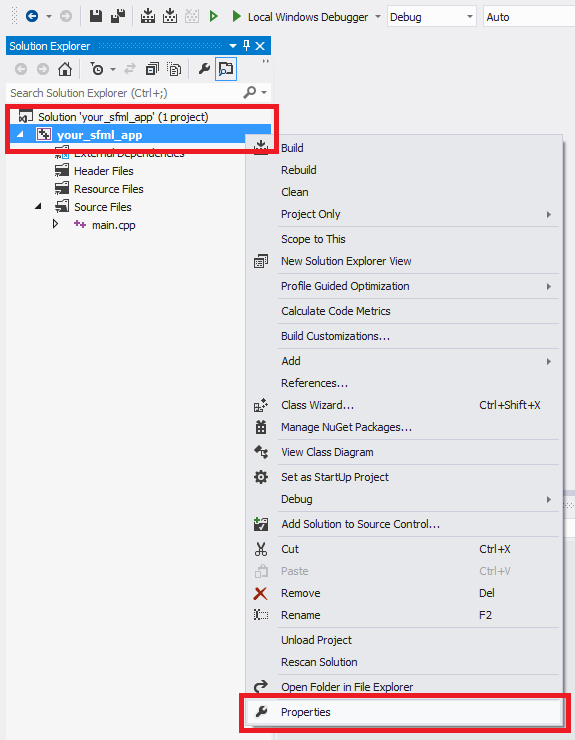 Local Windows Debugger Debug Auto
Solution Explorer
Search Solution Explorer (Ctrl+;)
Solution 'your_sfml_app' (1 project)
your_sfml_app
External Dependencies
Header Files
Resource Files
Source Files
main.cpp
Build
Rebuild
Clean
Project Only
Scope to This
New Solution Explorer View
Profile Guided Optimization
Calculate Code Metrics
Build Customizations...
Add
References...
Class Wizard... Ctrl+Shift+X
Manage NuGet Packages...
View Class Diagram
Set as StartUp Project
Debug
Add Solution to Source Control...
Cut Ctrl+X
Paste Ctrl+V
Remove Del
Rename F2
Unload Project
Rescan Solution
Open Folder in File Explorer
Properties